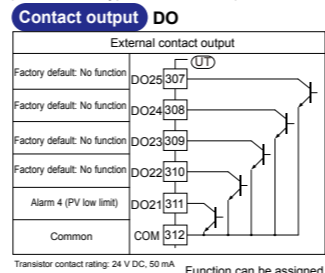 Contact output DO
External contact output
UT
Factory default: No function DO25 307
Factory default: No function DO24 308
Factory default: No function DO23 309
Factory default: No function DO22 310
Alarm 4 (PV low limit) DO21 311
Common COM 312
Transistor contact rating: 24 V DC, 50 mA
Function can be assigned